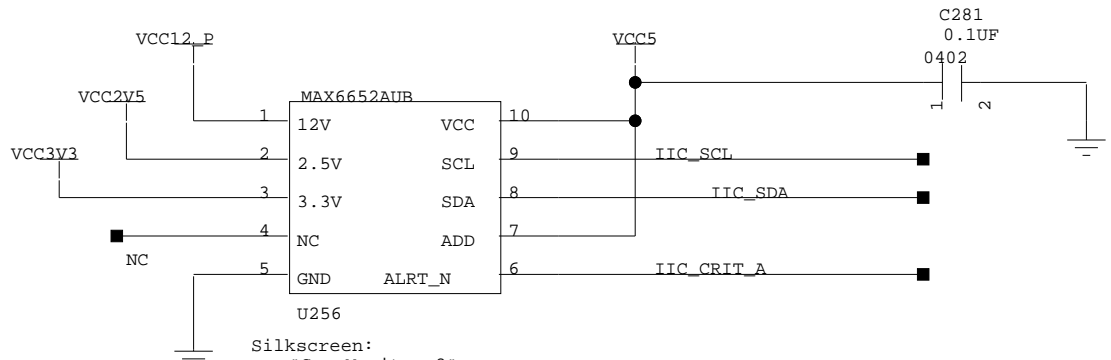 C281
0.1UF
0402
1 2
VCC12_P
VCC5
VCC2V5
VCC3V3
MAX6652AUB
1 12V VCC 10
2 2.5V SCL 9 IIC_SCL
3 3.3V SDA 8 IIC_SDA
4 NC ADD 7
NC
5 GND ALRT_N 6 IIC_CRIT_A
U256
Silkscreen: